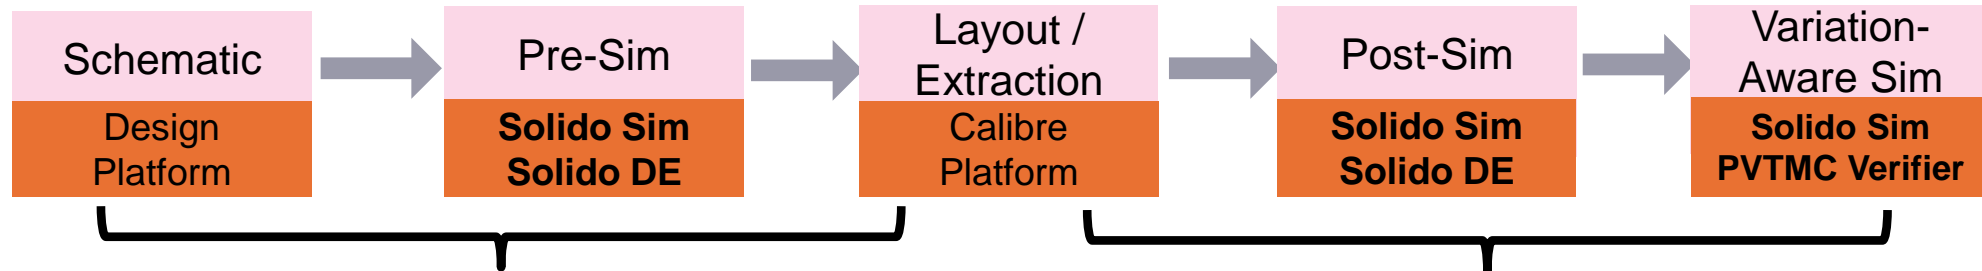 Schematic
Design
Platform
Pre-Sim
Solido Sim
Solido DE
Layout /
Extraction
Calibre
Platform
Post-Sim
Solido Sim
Solido DE
Variation-
Aware Sim
Solido Sim
PVTMC Verifier